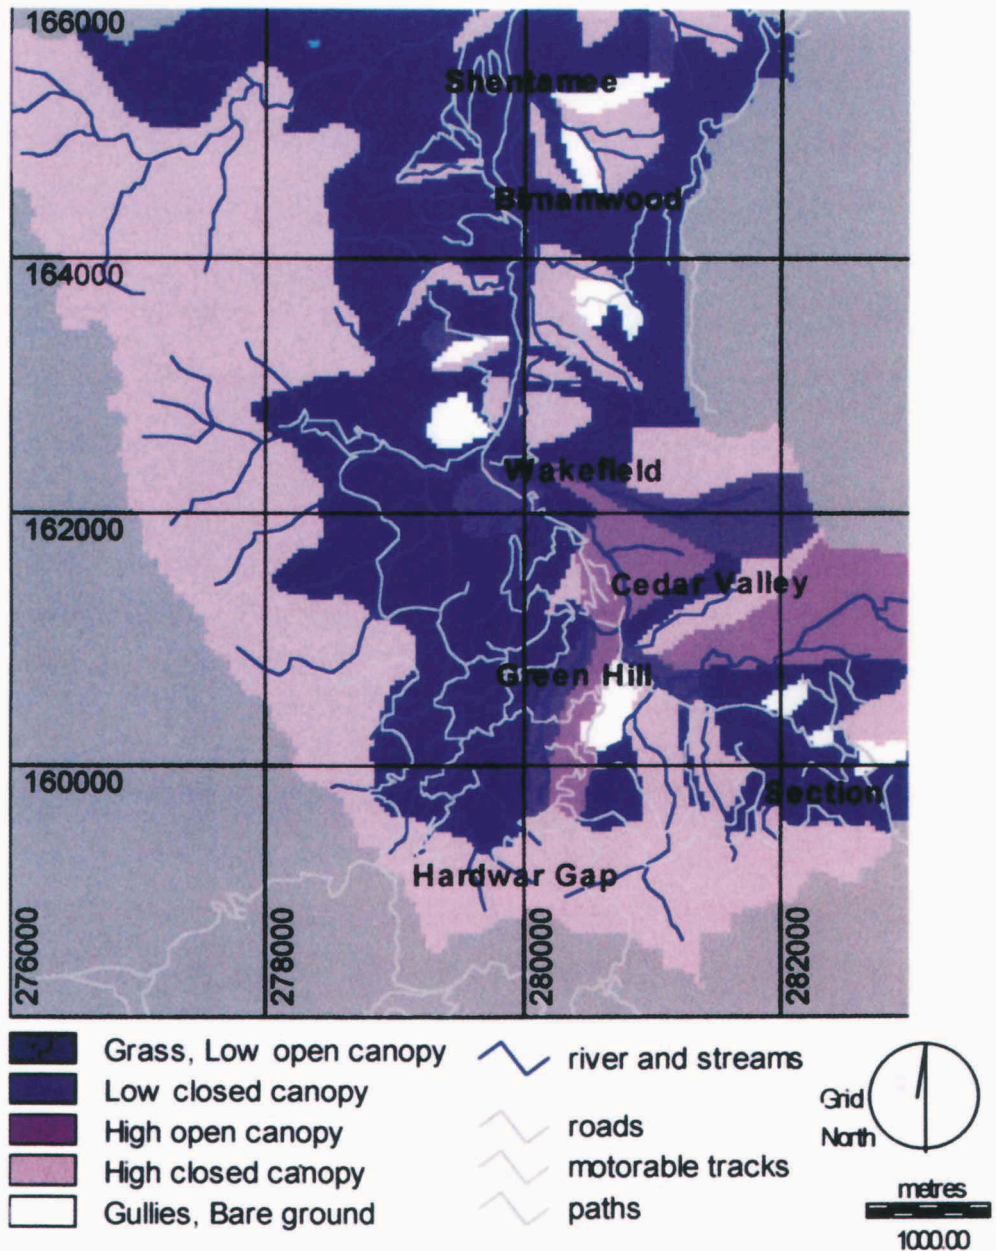 166000
Shentamee
Binamwood
164000
Wakefield
162000
Cedar Valley
Green Hill
160000
Section
Hardwar Gap
276000
278000
280000
282000
Grass, Low open canopy
Low closed canopy
High open canopy
High closed canopy
Gullies, Bare ground
river and streams
roads
motorable tracks
paths
Grid
North
metres
1000.00